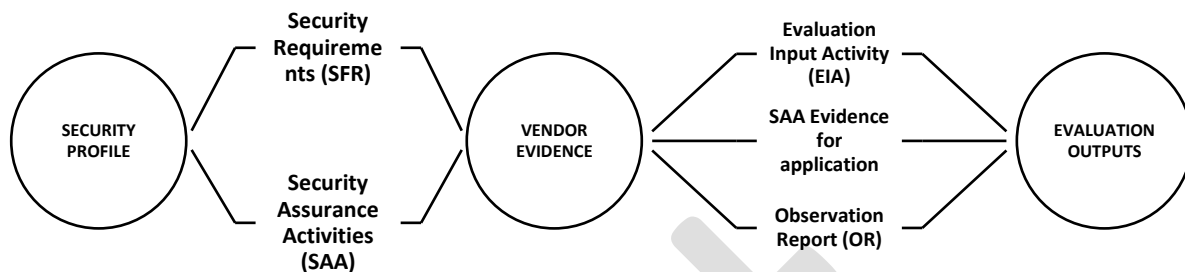 SECURITY
PROFILE
Security
Requireme
nts (SFR)
Security
Assurance
Activities
(SAA)
VENDOR
EVIDENCE
Evaluation
Input Activity
(EIA)
SAA Evidence
for
application
Observation
Report (OR)
EVALUATION
OUTPUTS